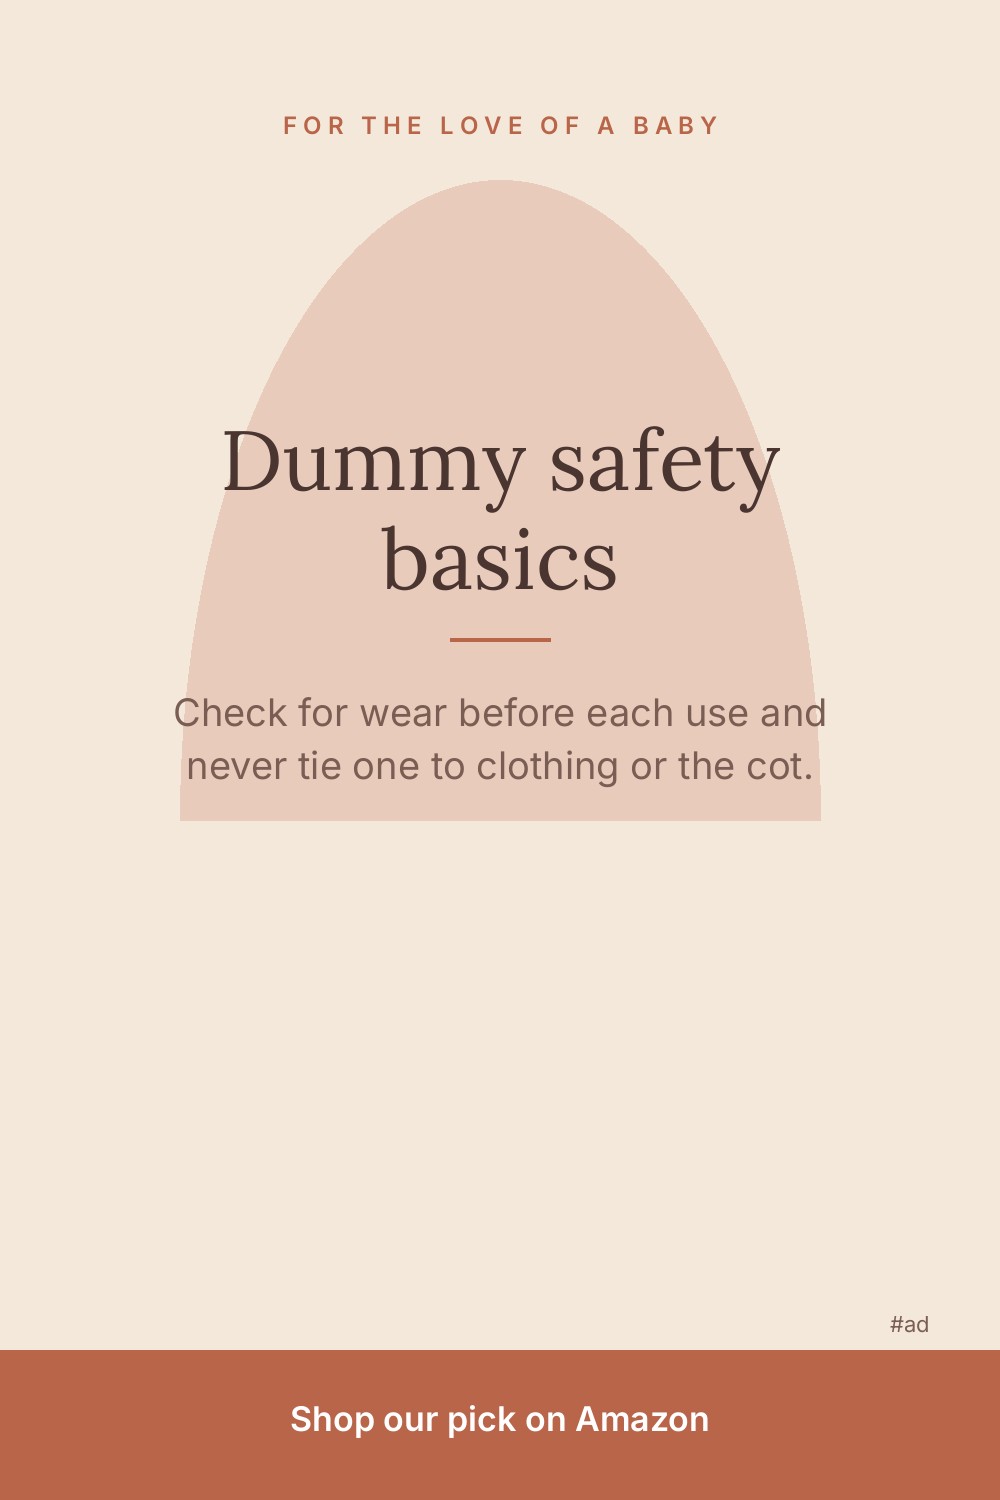 FOR THE LOVE OF A BABY
Dummy safety
basics
Check for wear before each use and
never tie one to clothing or the cot.
#ad
Shop our pick on Amazon